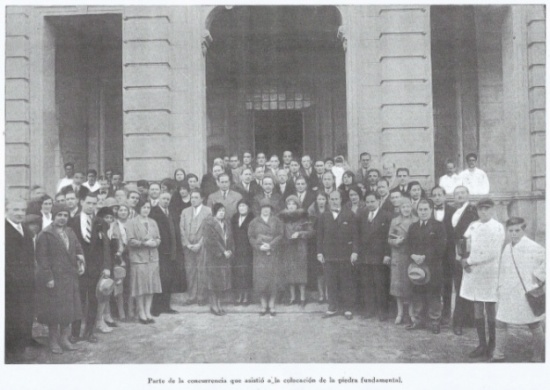 Parte de la concurrencia que asistió a la colocación de la piedra fundamental.